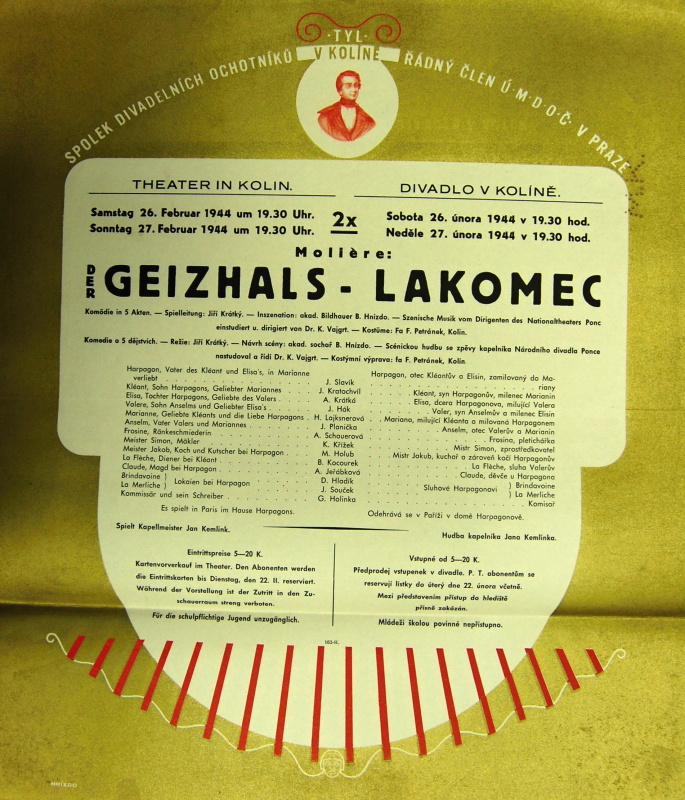 ·TYL·
V KOLÍNE
SPOLEK DIVADELNÍCH OCHOTNÍKŮ
ŘÁDNÝ ČLEN Ú·M·D·O·Č· V PRAZE
THEATER IN KOLIN.
DIVADLO V KOLÍNĚ.
Samstag 26. Februar 1944 um 19.30 Uhr.
Sonntag 27. Februar 1944 um 19.30 Uhr.
2x
Sobota 26. února 1944 v 19.30 hod.
Neděle 27. února 1944 v 19.30 hod.
Molière:
DER GEIZHALS - LAKOMEC
Komödie in 5 Akten. — Spielleitung: Jiří Krátký. — Inszenation: akad. Bildhauer B. Hnizdo. — Szenische Musik vom Dirigenten des Nationaltheaters Ponc
einstudiert u. dirigiert von Dr. K. Vajgrt. — Kostüme: Fa F. Petránek, Kolin.
Komedie o 5 dějstvích. — Režie: Jiří Krátký. — Návrh scény: akad. sochař B. Hnizdo. — Scénickou hudbu se zpěvy kapelníka Národního divadla Ponce
nastudoval a řídí Dr. K. Vajgrt. — Kostýmní výprava: fa F. Petránek, Kolín.
Harpagon, Vater des Kléant und Elisa's, in Marianne
verliebt . . . J. Slavík
Kléant, Sohn Harpagons, Geliebter Mariannes . J. Kratochvíl
Elisa, Tochter Harpagons, Geliebte des Valers . . A. Krátká
Valere, Sohn Anselms und Geliebter Elisa's . . J. Hák
Marianne, Geliebte Kléants und die Liebe Harpagons . H. Lajksnerová
Anselm, Vater Valers und Mariannes . . J. Planička
Frosine, Ränkeschmiederin . . . A. Schauerová
Meister Simon, Mäkler . . . K. Křížek
Meister Jakob, Koch und Kutscher bei Harpagon . M. Holub
La Flèche, Diener bei Kléant . . . B. Kocourek
Claude, Magd bei Harpagon . . . A. Jeřábková
Brindavoine )
La Merliche ) Lokaien bei Harpagon . . . D. Hladík
J. Souček
Kommissär und sein Schreiber . . . G. Holinka
Es spielt in Paris im Hause Harpagons.
Harpagon, otec Kléantův a Elisin, zamilovaný do Ma-
riany
Kléant, syn Harpagonův, milenec Marianin
Elisa, dcera Harpagonova, milující Valera
Valer, syn Anselmův a milenec Elisin
Mariana, milující Kléanta a milovaná Harpagonem
Anselm, otec Valerův a Marianin
Frosina, pletichářka
Mistr Simon, zprostředkovatel
Mistr Jakub, kuchař a zároveň kočí Harpagonův
La Flèche, sluha Valerův
Claude, děvče u Harpagona
Sluhové Harpagonovi ) Brindavoine
) La Merliche
Komisař
Odehrává se v Paříži v domě Harpagonově.
Spielt Kapellmeister Jan Kemlink.
Hudba kapelníka Jana Kemlinka.
Eintrittspreise 5—20 K.
Kartenvorverkauf im Theater. Den Abonenten werden
die Eintrittskarten bis Dienstag, den 22. II. reserviert.
Während der Vorstellung ist der Zutritt in den Zu-
schauerraum streng verboten.
Für die schulpflichtige Jugend unzugänglich.
Vstupné od 5—20 K.
Předprodej vstupenek v divadle. P. T. abonentům se
reservují lístky do úterý dne 22. února včetně.
Mezi představením přístup do hlediště
přísně zakázán.
Mládeži školou povinné nepřístupno.
HNÍZDO